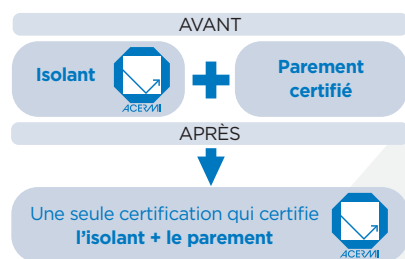 AVANT
Isolant
ACERMI
Parement
certifié
APRÈS
Une seule certification qui certifie
l'isolant + le parement
ACERMI